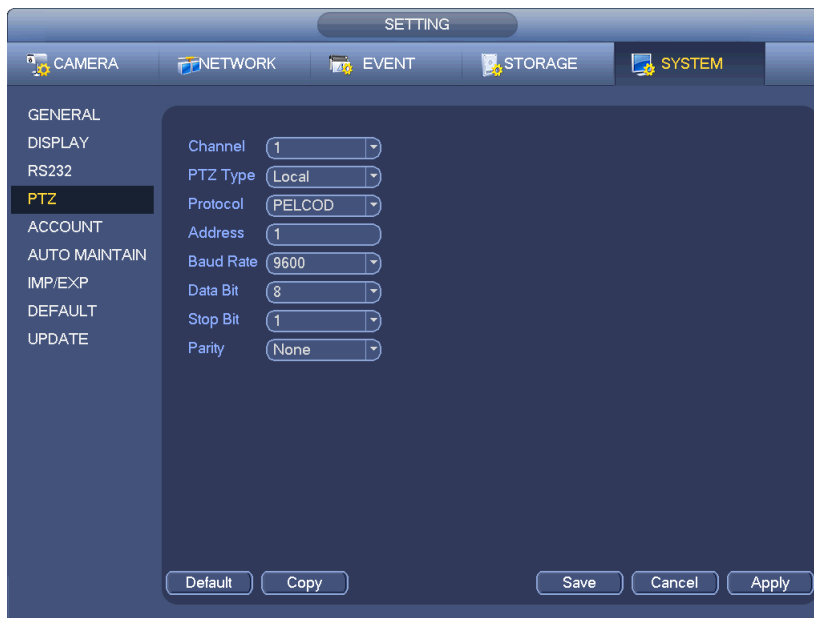 SETTING
CAMERA NETWORK EVENT STORAGE SYSTEM
GENERAL
DISPLAY
RS232
PTZ
ACCOUNT
AUTO MAINTAIN
IMP/EXP
DEFAULT
UPDATE
Channel 1
PTZ Type Local
Protocol PELCOD
Address 1
Baud Rate 9600
Data Bit 8
Stop Bit 1
Parity None
Default Copy Save Cancel Apply